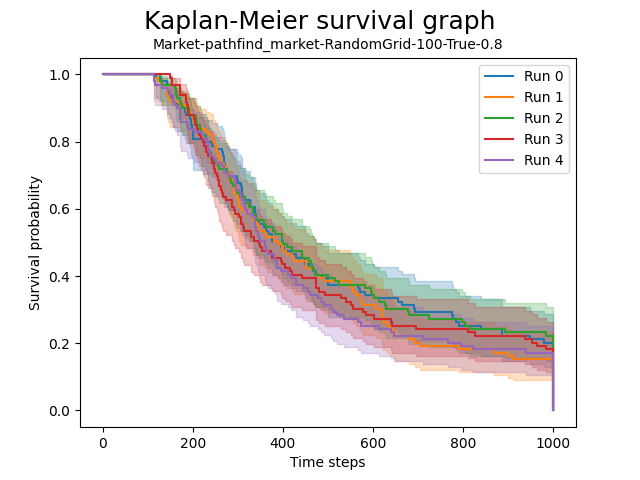 Kaplan-Meier survival graph
Market-pathfind_market-RandomGrid-100-True-0.8
Run 0
Run 1
Run 2
Run 3
Run 4
Survival probability
1.0
0.8
0.6
0.4
0.2
0.0
0 200 400 600 800 1000
Time steps